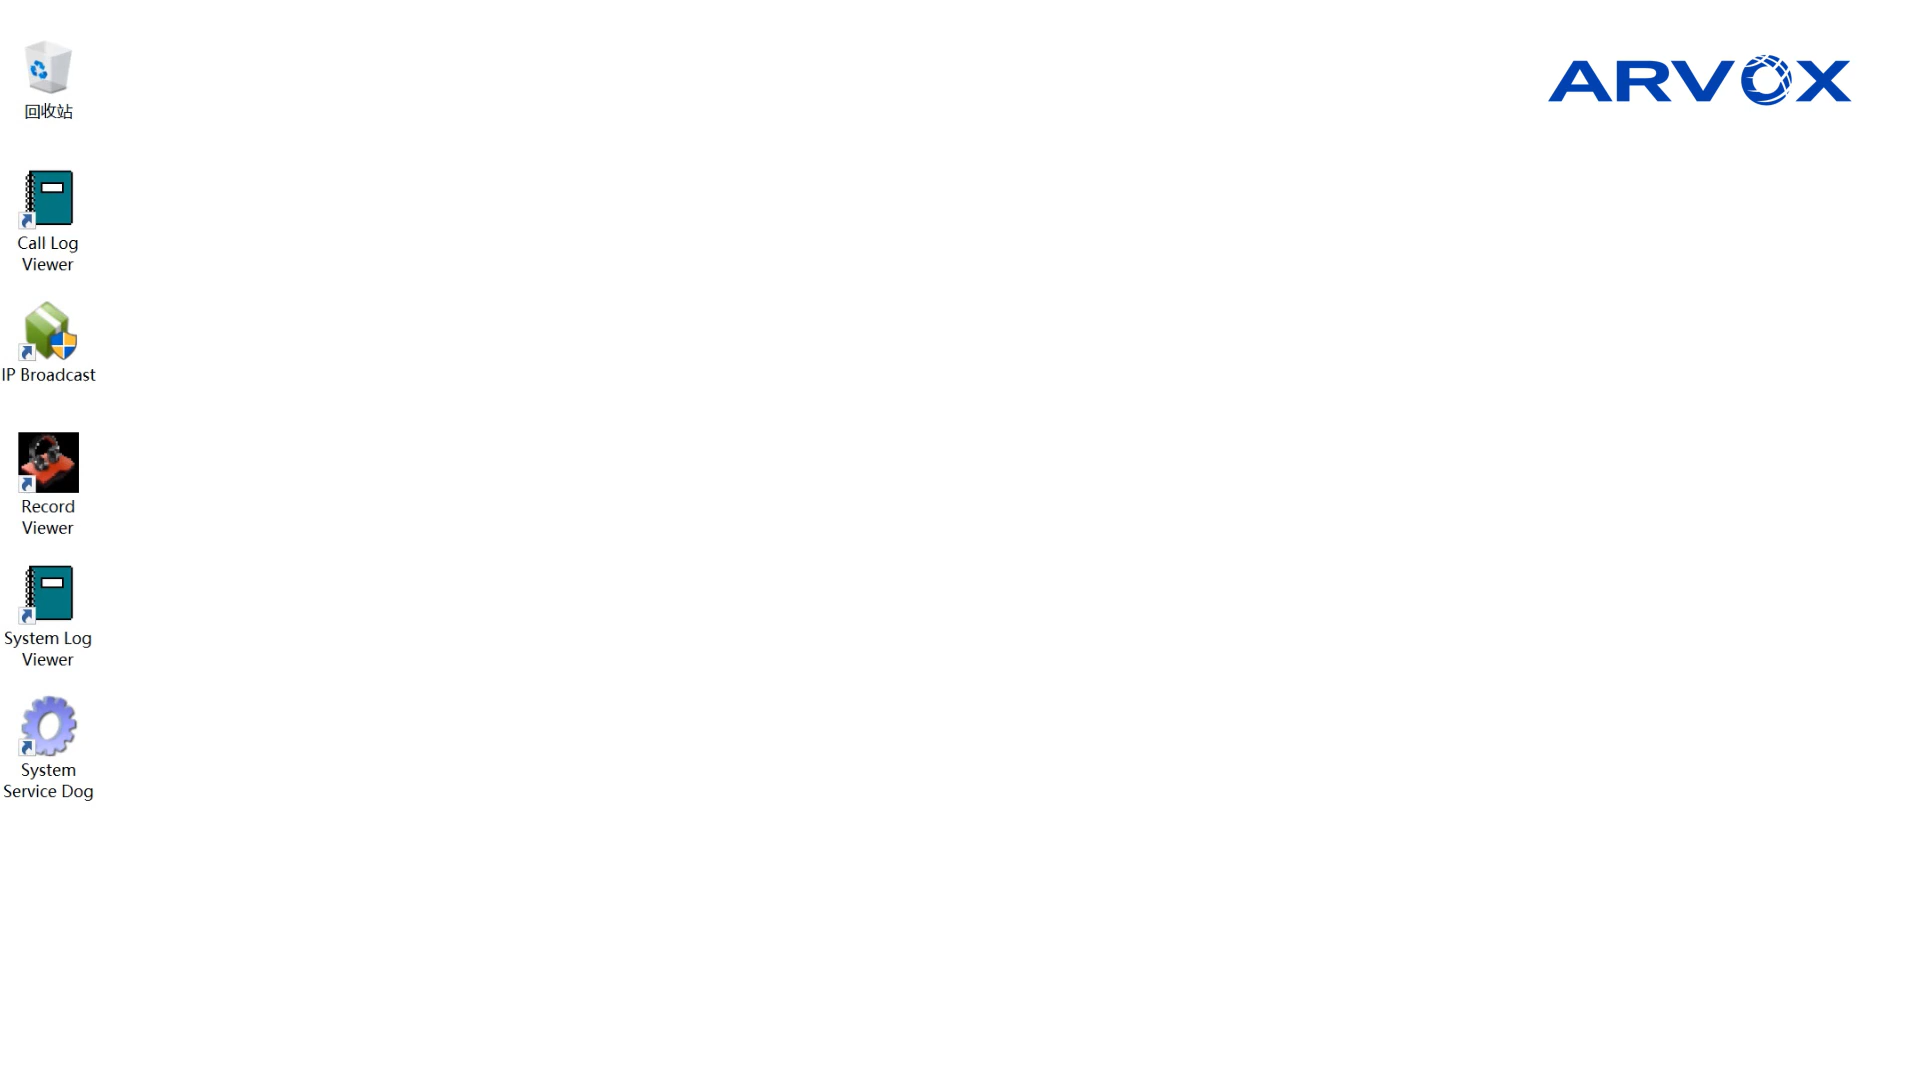 回收站
ARVOX
Call Log
Viewer
IP Broadcast
Record
Viewer
System Log
Viewer
System
Service Dog